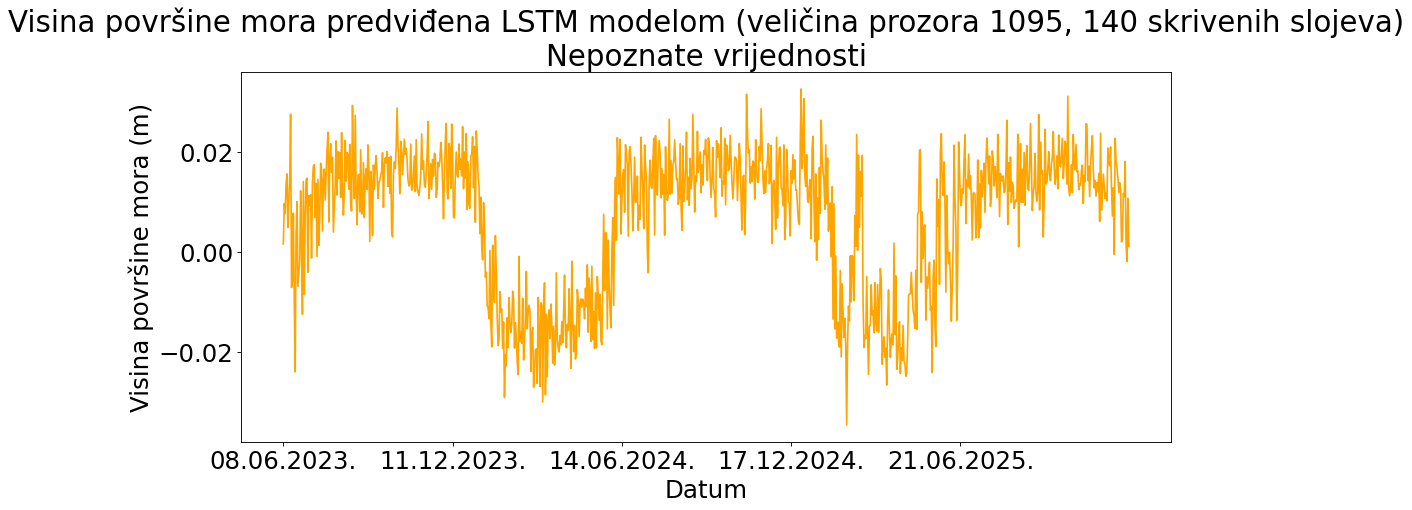 Visina površine mora predviđena LSTM modelom (veličina prozora 1095, 140 skrivenih slojeva)
Nepoznate vrijednosti
Visina površine mora (m)
0.02
0.00
−0.02
08.06.2023. 11.12.2023. 14.06.2024. 17.12.2024. 21.06.2025.
Datum